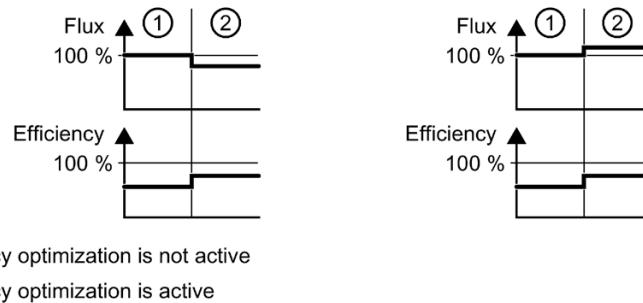 Flux ① ②
100 %
Efficiency
100 %
Flux ① ②
100 %
Efficiency
100 %
optimization is not active
optimization is active